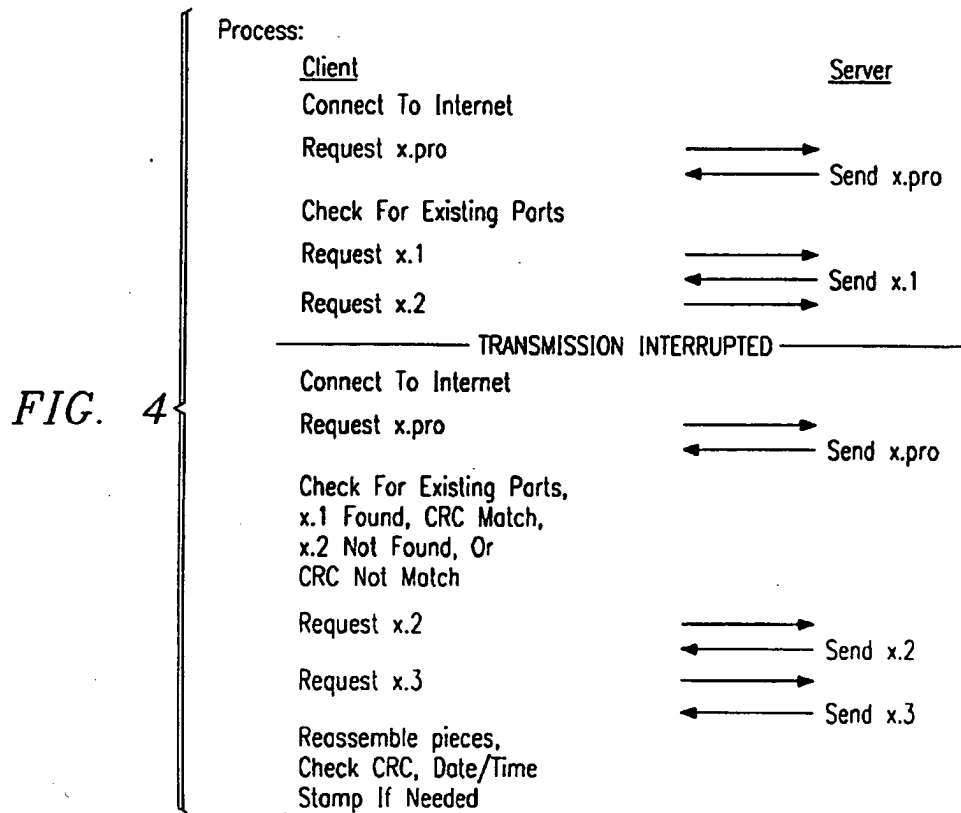 Process:
Client Server
Connect To Internet
Request x.pro
Send x.pro
Check For Existing Parts
Request x.1
Send x.1
Request x.2
TRANSMISSION INTERRUPTED
Connect To Internet
FIG. 4
Request x.pro
Send x.pro
Check For Existing Parts,
x.1 Found, CRC Match,
x.2 Not Found, Or
CRC Not Match
Request x.2
Send x.2
Request x.3
Send x.3
Reassemble pieces,
Check CRC, Date/Time
Stamp If Needed